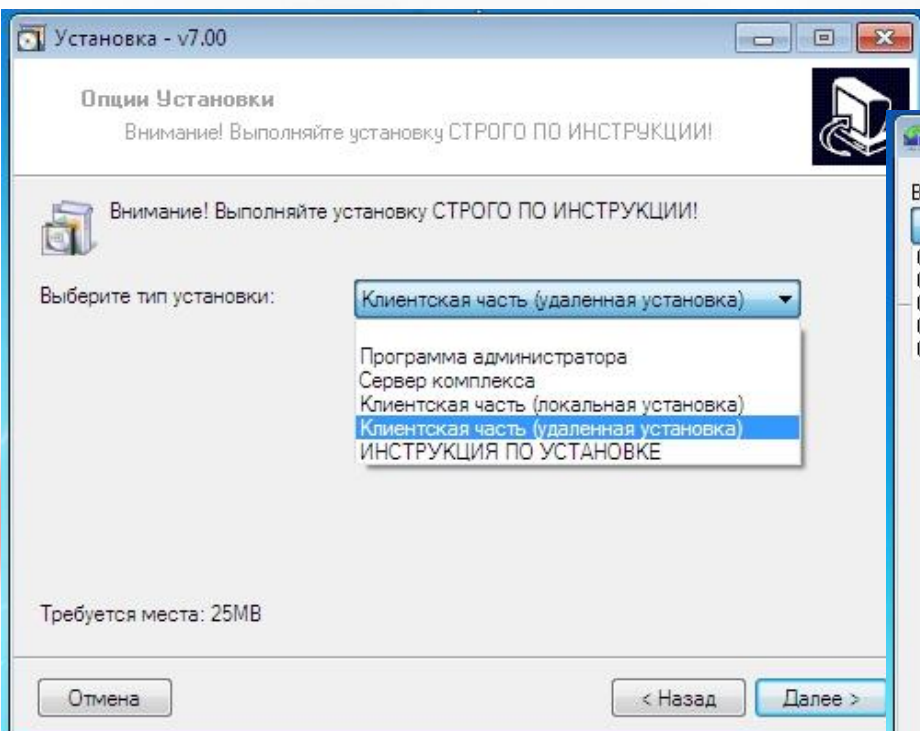 Установка - v7.00
Опции Установки
Внимание! Выполняйте установку СТРОГО ПО ИНСТРУКЦИИ!
Внимание! Выполняйте установку СТРОГО ПО ИНСТРУКЦИИ!
Выберите тип установки:
Клиентская часть (удаленная установка)
Программа администратора
Сервер комплекса
Клиентская часть (локальная установка)
Клиентская часть (удаленная установка)
ИНСТРУКЦИЯ ПО УСТАНОВКЕ
Требуется места: 25MB
Отмена
< Назад
Далее >